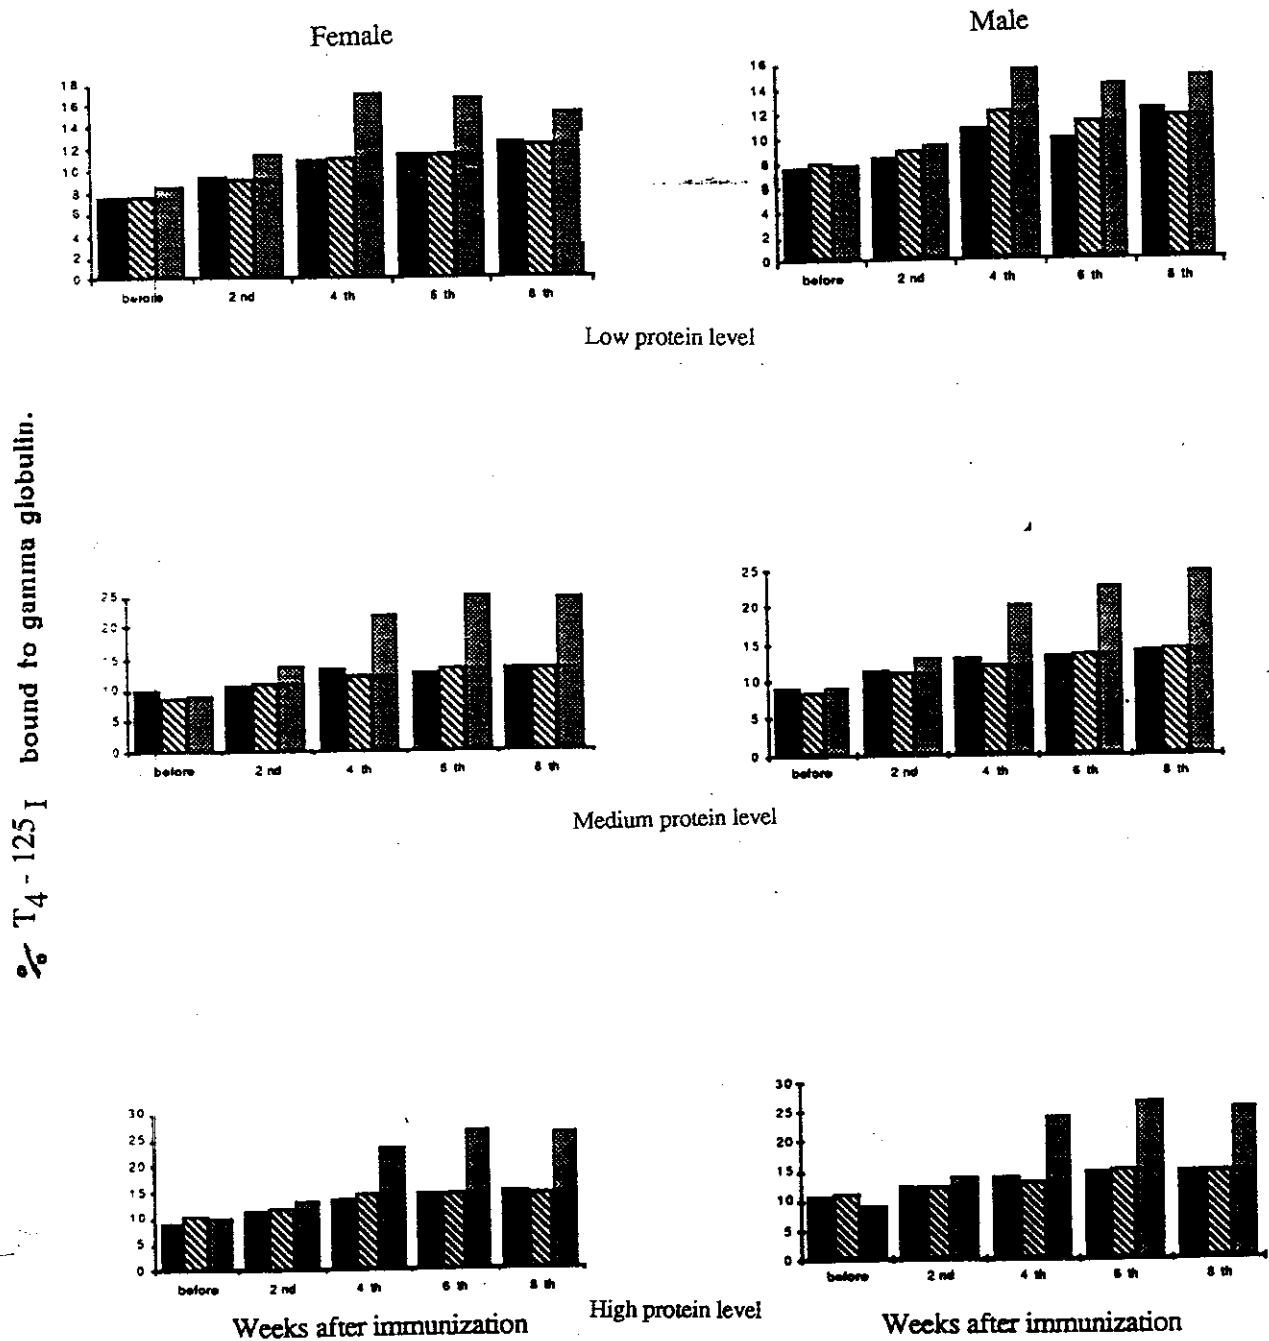 Female
Male
18
16
14
12
10
8
6
4
2
0
before
2 nd
4 th
6 th
8 th
16
14
12
10
8
6
4
2
0
before
2 nd
4 th
6 th
8 th
Low protein level
% T4 - 125 I bound to gamma globulin.
25
20
15
10
5
0
before
2 nd
4 th
6 th
8 th
25
20
15
10
5
0
before
2 nd
4 th
6 th
8 th
Medium protein level
30
25
20
15
10
5
0
before
2 nd
4 th
6 th
8 th
Weeks after immunization
30
25
20
15
10
5
0
before
2 nd
4 th
6 th
8 th
Weeks after immunization
High protein level